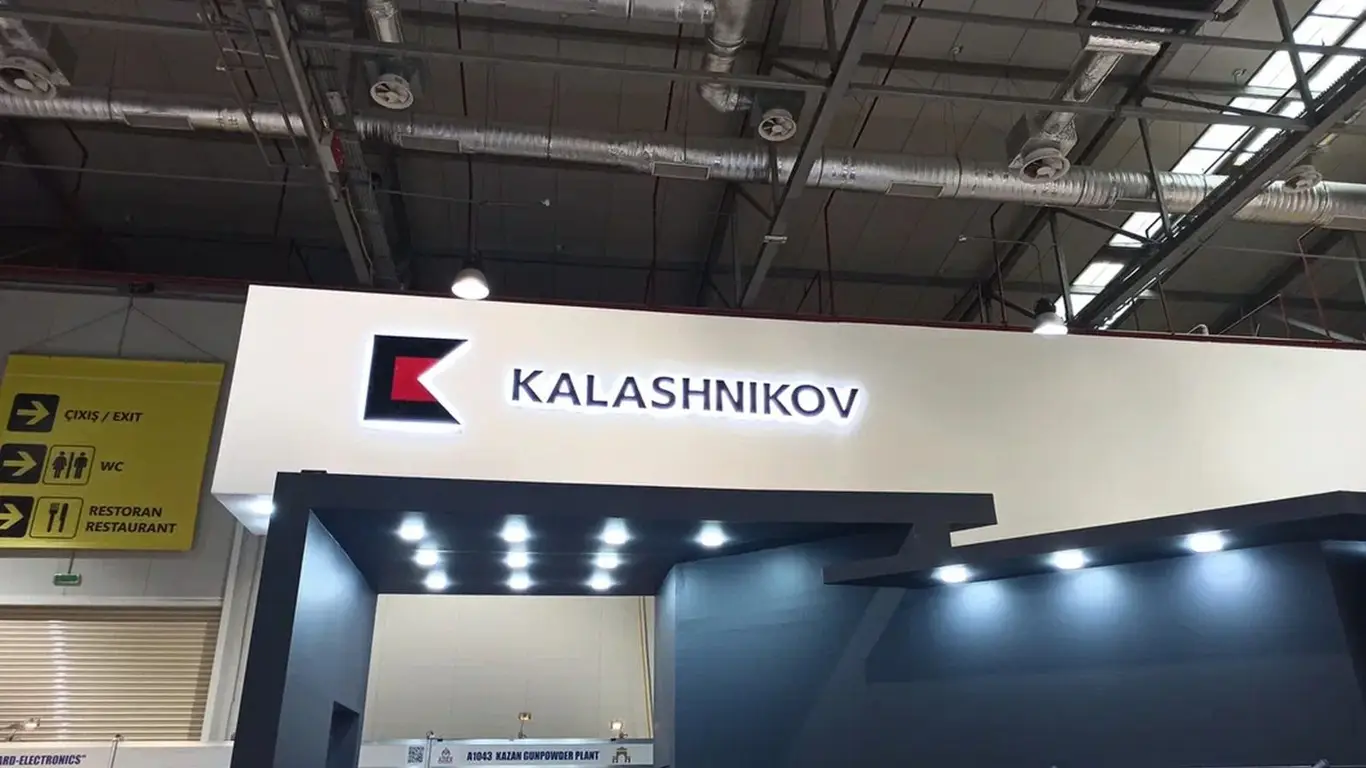 KALASHNIKOV
ÇIXIŞ / EXIT
WC
RESTORAN
RESTAURANT
A1043 KAZAN GUNPOWDER PLANT